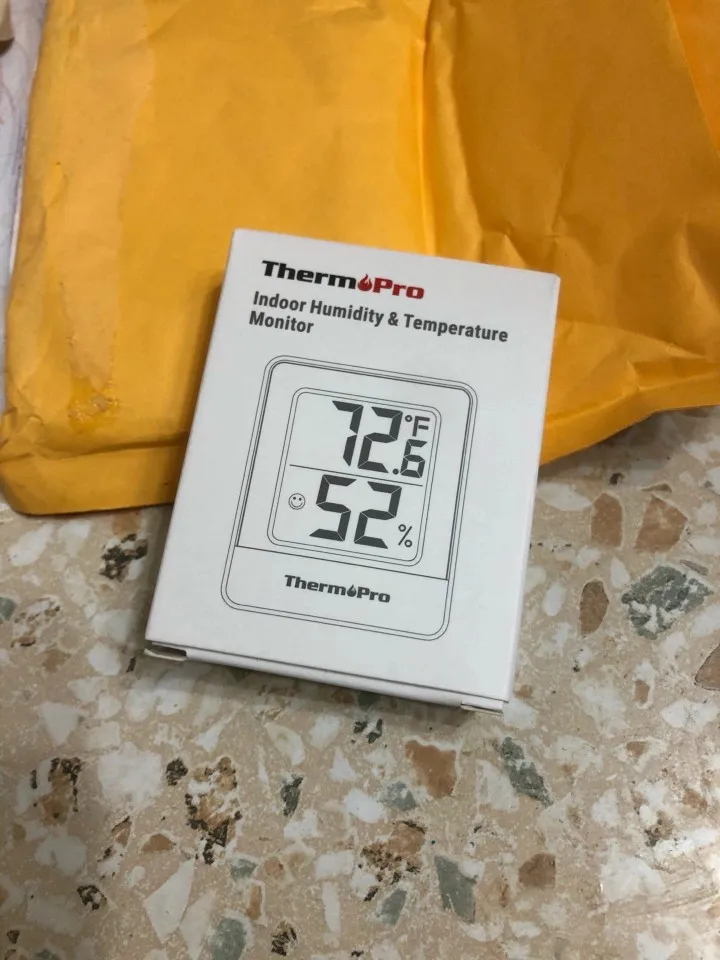 ThermoPro
Indoor Humidity & Temperature
Monitor
72.6 °F
52 %
ThermoPro